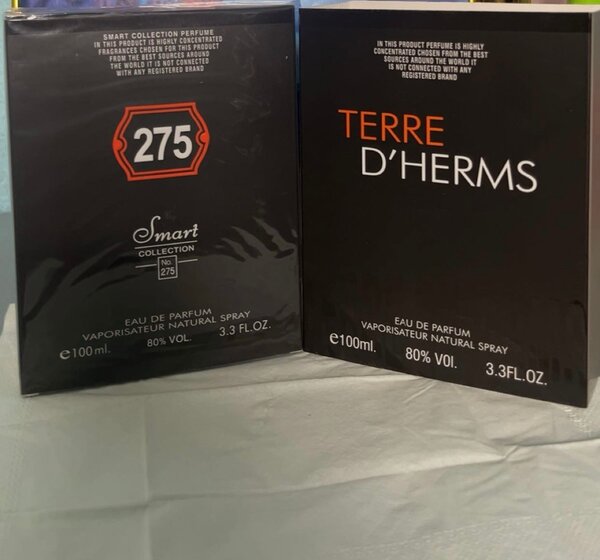 SMART COLLECTION PERFUME
IN THIS PRODUCT IS HIGHLY CONCENTRATED
FRAGRANCES CHOSEN FOR THIS PRODUCT
FROM THE BEST SOURCES AROUND
THE WORLD IT IS NOT CONNECTED
WITH ANY REGISTERED BRAND
275
Smart
COLLECTION
No.
275
EAU DE PARFUM
VAPORISATEUR NATURAL SPRAY
e100ml. 80% VOL. 3.3 FL.OZ.
IN THIS PRODUCT PERFUME IS HIGHLY
CONCENTRATED CHOSEN FROM THE BEST
SOURCES AROUND THE WORLD IT
IS NOT CONNECTED WITH ANY
REGISTERED BRAND
TERRE
D'HERMS
EAU DE PARFUM
VAPORISATEUR NATURAL SPRAY
e100ml. 80% VOl. 3.3FL.OZ.